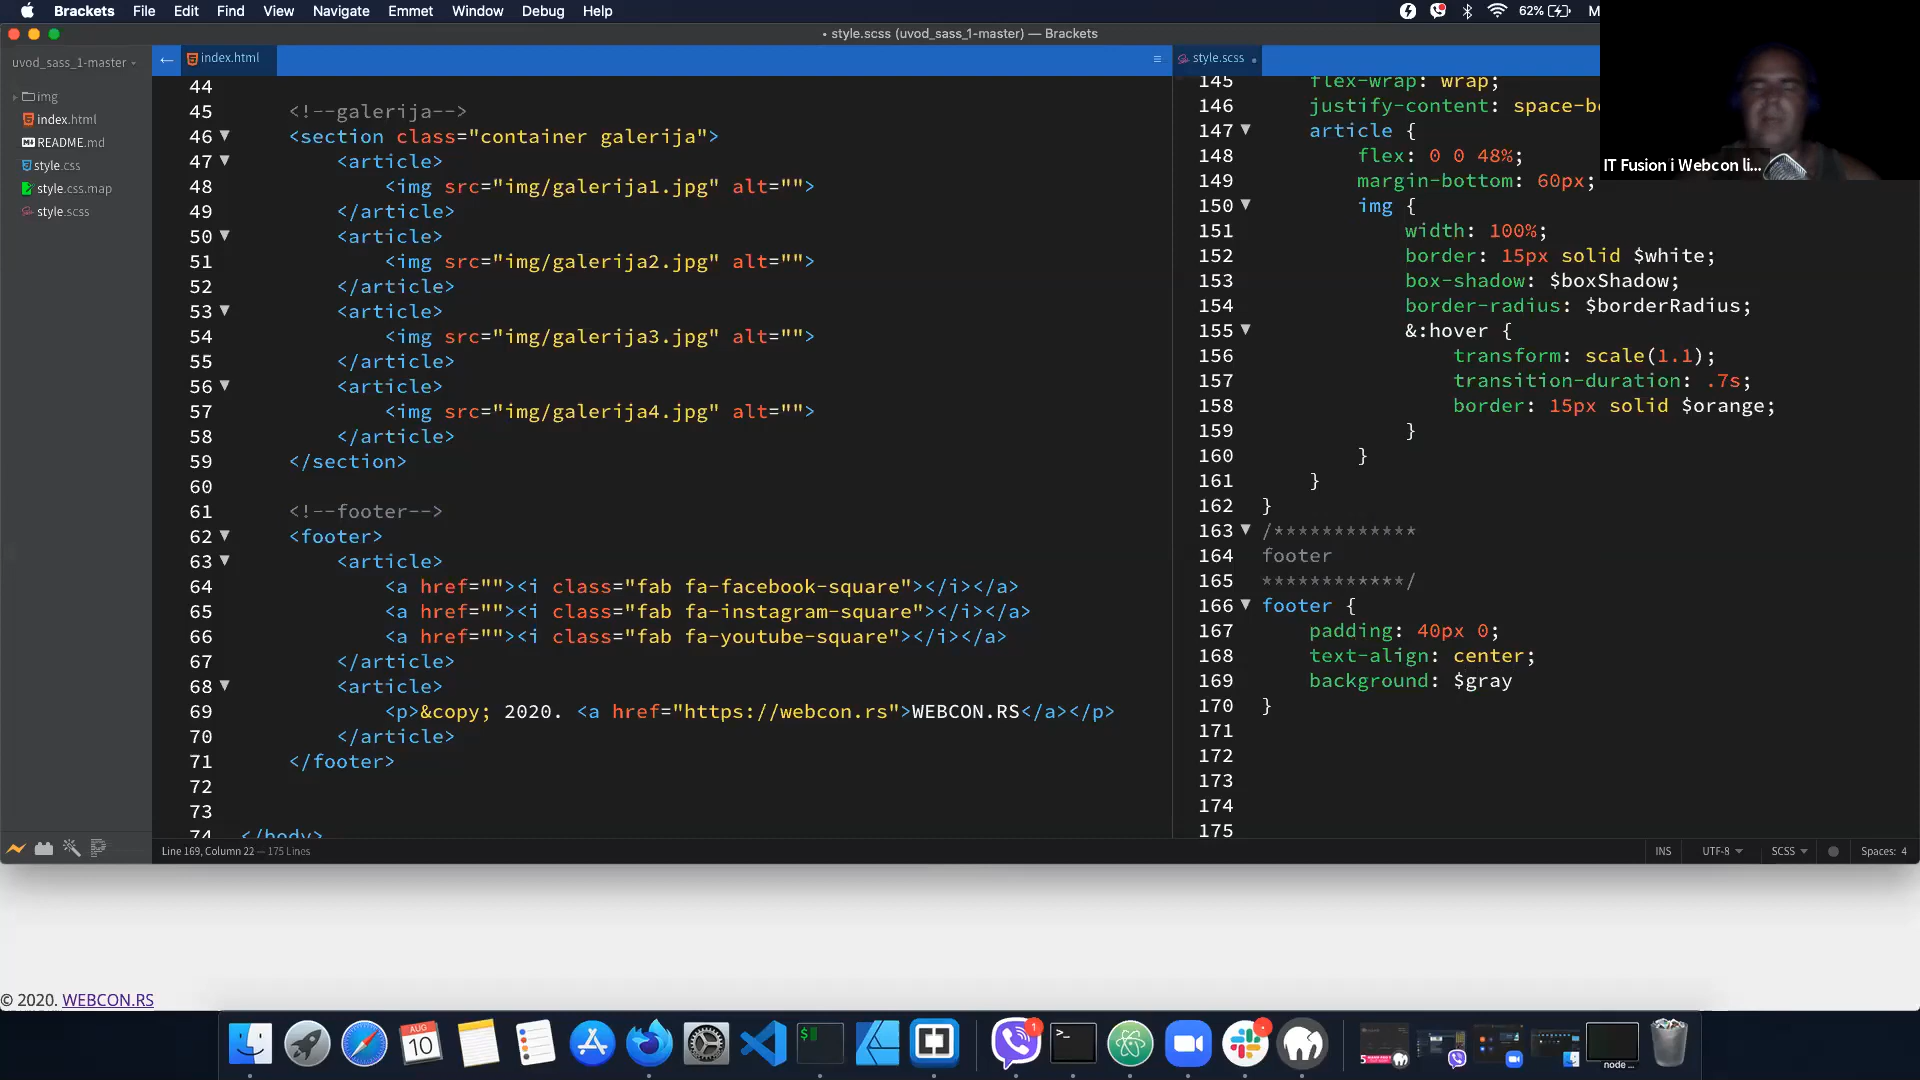 Brackets File Edit Find View Navigate Emmet Window Debug Help
62%
• style.scss (uvod_sass_1-master) — Brackets
uvod_sass_1-master
img
index.html
README.md
style.css
style.css.map
style.scss
index.html
44
45 <!--galerija-->
46 <section class="container galerija">
47 <article>
48 <img src="img/galerija1.jpg" alt="">
49 </article>
50 <article>
51 <img src="img/galerija2.jpg" alt="">
52 </article>
53 <article>
54 <img src="img/galerija3.jpg" alt="">
55 </article>
56 <article>
57 <img src="img/galerija4.jpg" alt="">
58 </article>
59 </section>
60
61 <!--footer-->
62 <footer>
63 <article>
64 <a href=""><i class="fab fa-facebook-square"></i></a>
65 <a href=""><i class="fab fa-instagram-square"></i></a>
66 <a href=""><i class="fab fa-youtube-square"></i></a>
67 </article>
68 <article>
69 <p>&copy; 2020. <a href="https://webcon.rs">WEBCON.RS</a></p>
70 </article>
71 </footer>
72
73
74 </body>
style.scss
145 flex-wrap: wrap;
146 justify-content: space-b
147 article {
148 flex: 0 0 48%;
149 margin-bottom: 60px;
150 img {
151 width: 100%;
152 border: 15px solid $white;
153 box-shadow: $boxShadow;
154 border-radius: $borderRadius;
155 &:hover {
156 transform: scale(1.1);
157 transition-duration: .7s;
158 border: 15px solid $orange;
159 }
160 }
161 }
162 }
163 /************
164 footer
165 ************/
166 footer {
167 padding: 40px 0;
168 text-align: center;
169 background: $gray
170 }
171
172
173
174
175
IT Fusion i Webcon li...
Line 169, Column 22 — 175 Lines
INS UTF-8 SCSS Spaces: 4
© 2020. WEBCON.RS
AUG
10
1
node ...